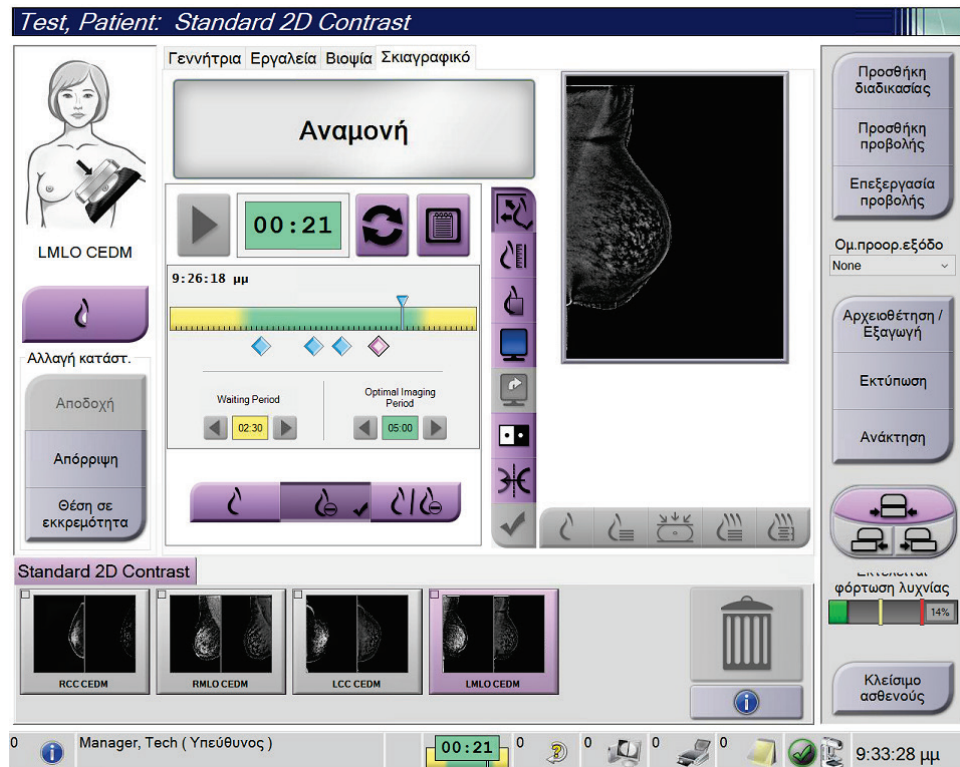 Test, Patient: Standard 2D Contrast
Γεννήτρια Εργαλεία Βιοψία Σκιαγραφικό
Αναμονή
LMLO CEDM
00:21
9:26:18 μμ
Waiting Period
02:30
Optimal Imaging
Period
05:00
Αλλαγή κατάστ.
Αποδοχή
Απόρριψη
Θέση σε
εκκρεμότητα
Προσθήκη
διαδικασίας
Προσθήκη
προβολής
Επεξεργασία
προβολής
Ομ.προορ.εξόδο
None
Αρχειοθέτηση /
Εξαγωγή
Εκτύπωση
Ανάκτηση
φόρτωση λυχνίας
14%
Κλείσιμο
ασθενούς
Standard 2D Contrast
RCC CEDM
RMLO CEDM
LCC CEDM
LMLO CEDM
0
Manager, Tech ( Υπεύθυνος )
00:21
0
0
0
0
9:33:28 μμ